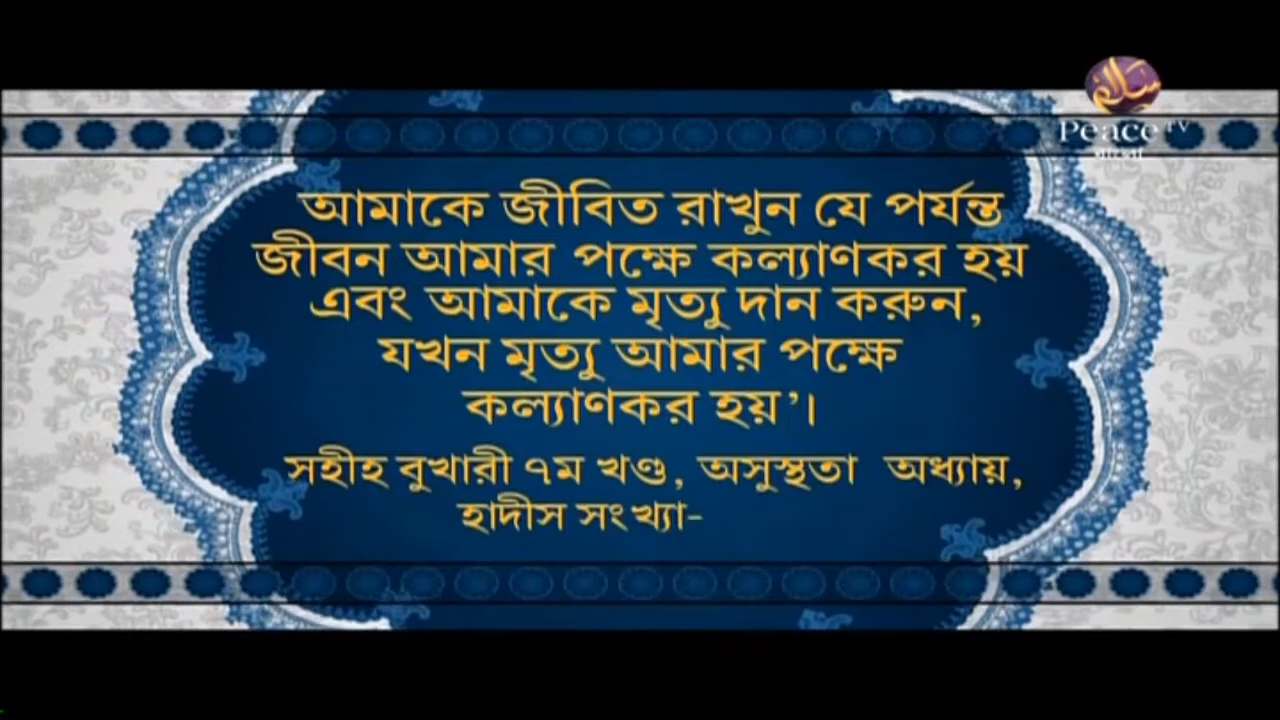 سلام
Peace TV
বাংলা
আমাকে জীবিত রাখুন যে পর্যন্ত
জীবন আমার পক্ষে কল্যাণকর হয়
এবং আমাকে মৃত্যু দান করুন,
যখন মৃত্যু আমার পক্ষে
কল্যাণকর হয়’।
সহীহ বুখারী ৭ম খণ্ড, অসুস্থতা অধ্যায়,
হাদীস সংখ্যা-